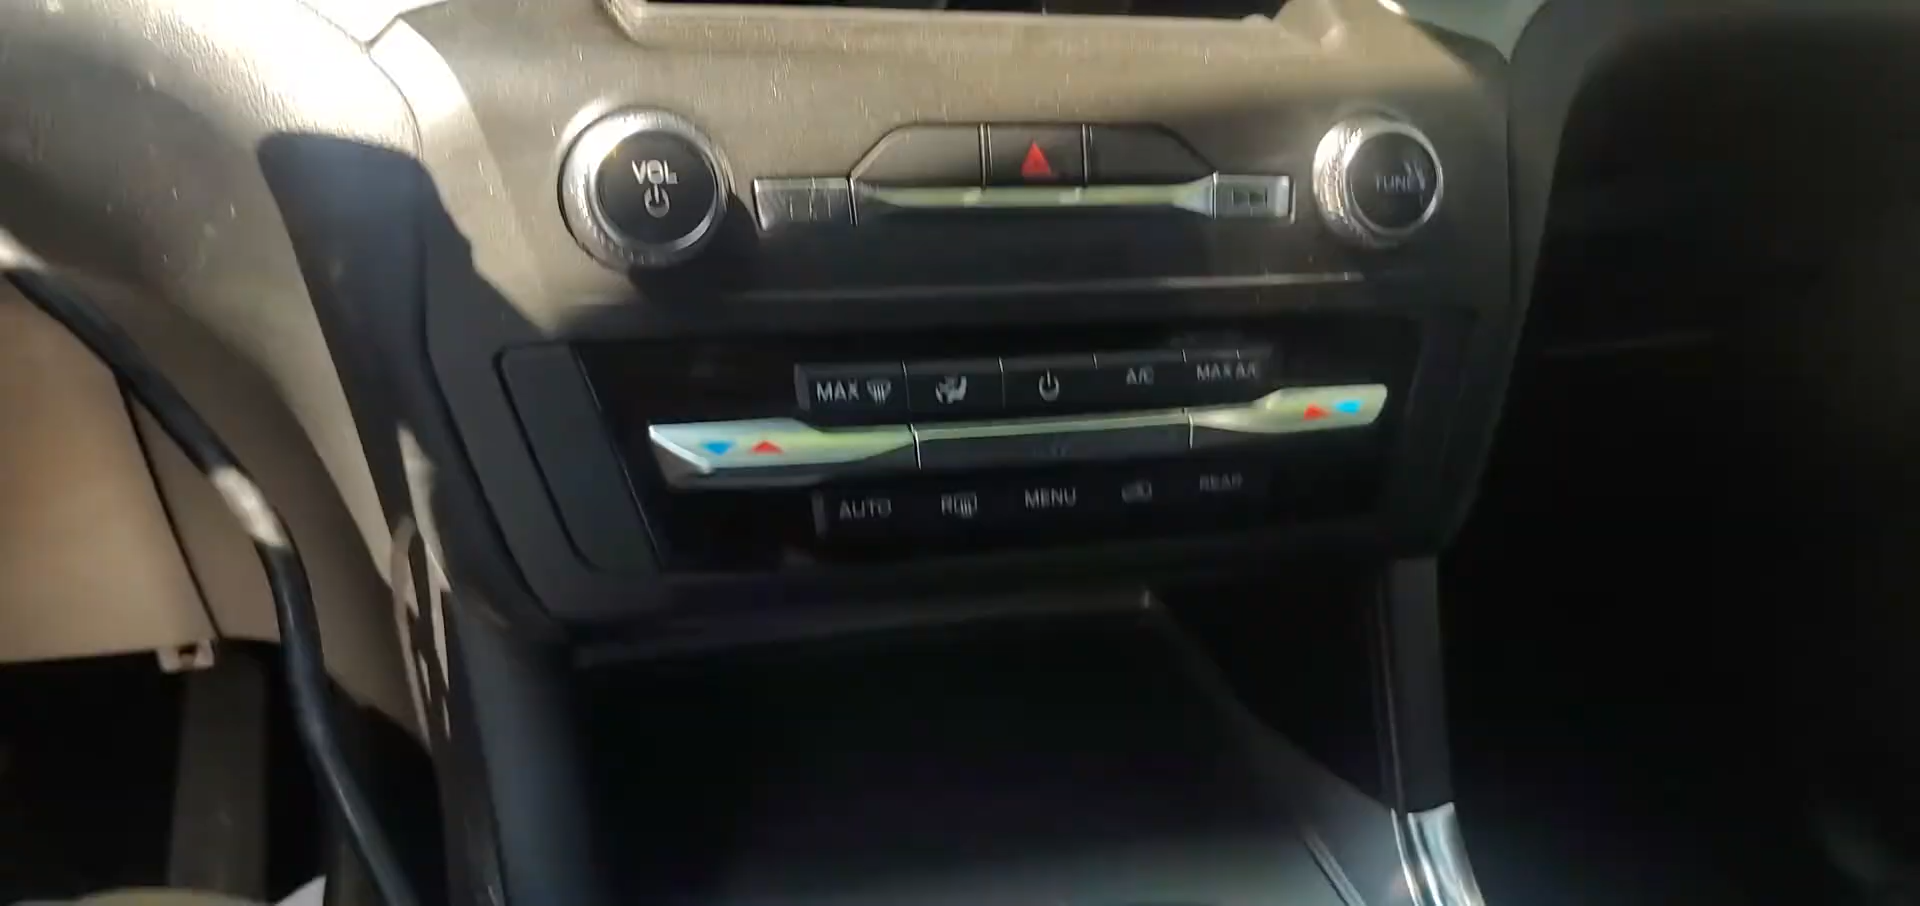 VOL
TUNE
MAX
A/C
MAX A/C
AUTO
R
MENU
REAR